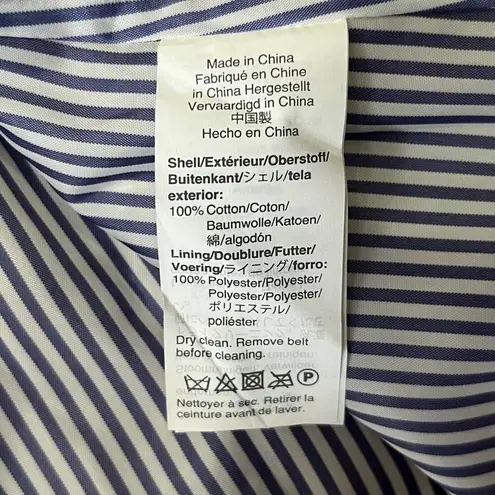 Made in China
Fabriqué en Chine
in China Hergestellt
Vervaardigd in China
中国製
Hecho en China
Shell/Extérieur/Oberstoff/
Buitenkant/シェル/tela
exterior:
100% Cotton/Coton/
Baumwolle/Katoen/
綿/algodón
Lining/Doublure/Futter/
Voering/ライニング/forro:
100% Polyester/Polyester/
Polyester/Polyester/
ポリエステル/
poliéster
Dry clean. Remove belt
before cleaning.
P
Nettoyer à sec. Retirer la
ceinture avant de laver.